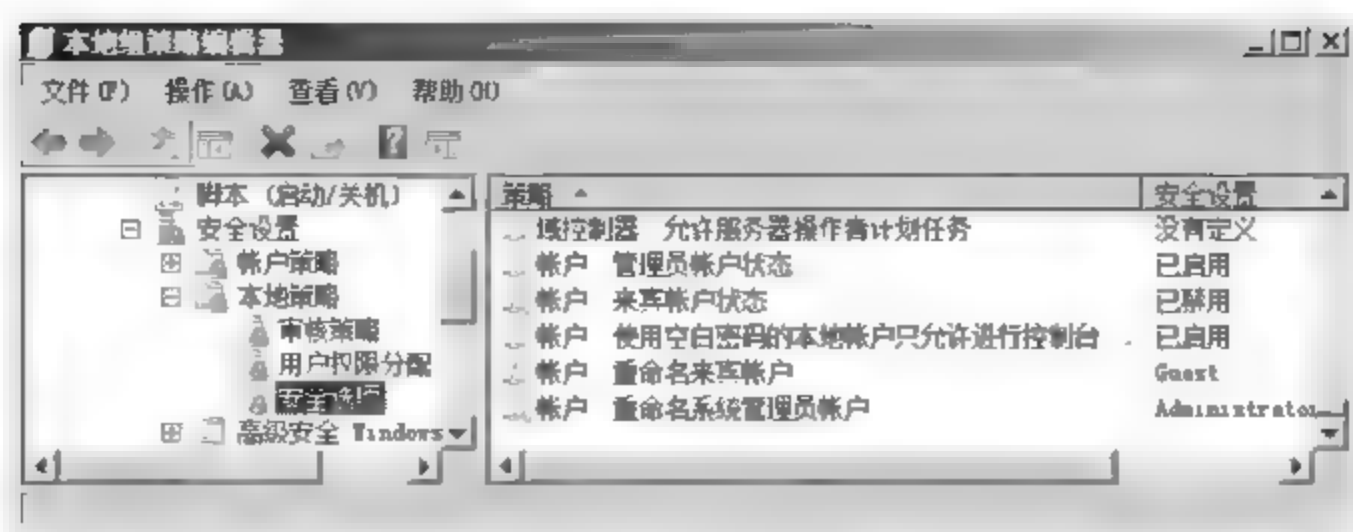 本地组策略编辑器
文件(F) 操作(A) 查看(V) 帮助(H)
脚本 (启动/关机)
安全设置
帐户策略
本地策略
审核策略
用户权限分配
安全选项
高级安全 Windows
策略 安全设置
域控制器 允许服务器操作者计划任务 没有定义
帐户 管理员帐户状态 已启用
帐户 来宾帐户状态 已禁用
帐户 使用空白密码的本地帐户只允许进行控制台 已启用
帐户 重命名来宾帐户 Guest
帐户 重命名系统管理员帐户 Administrator